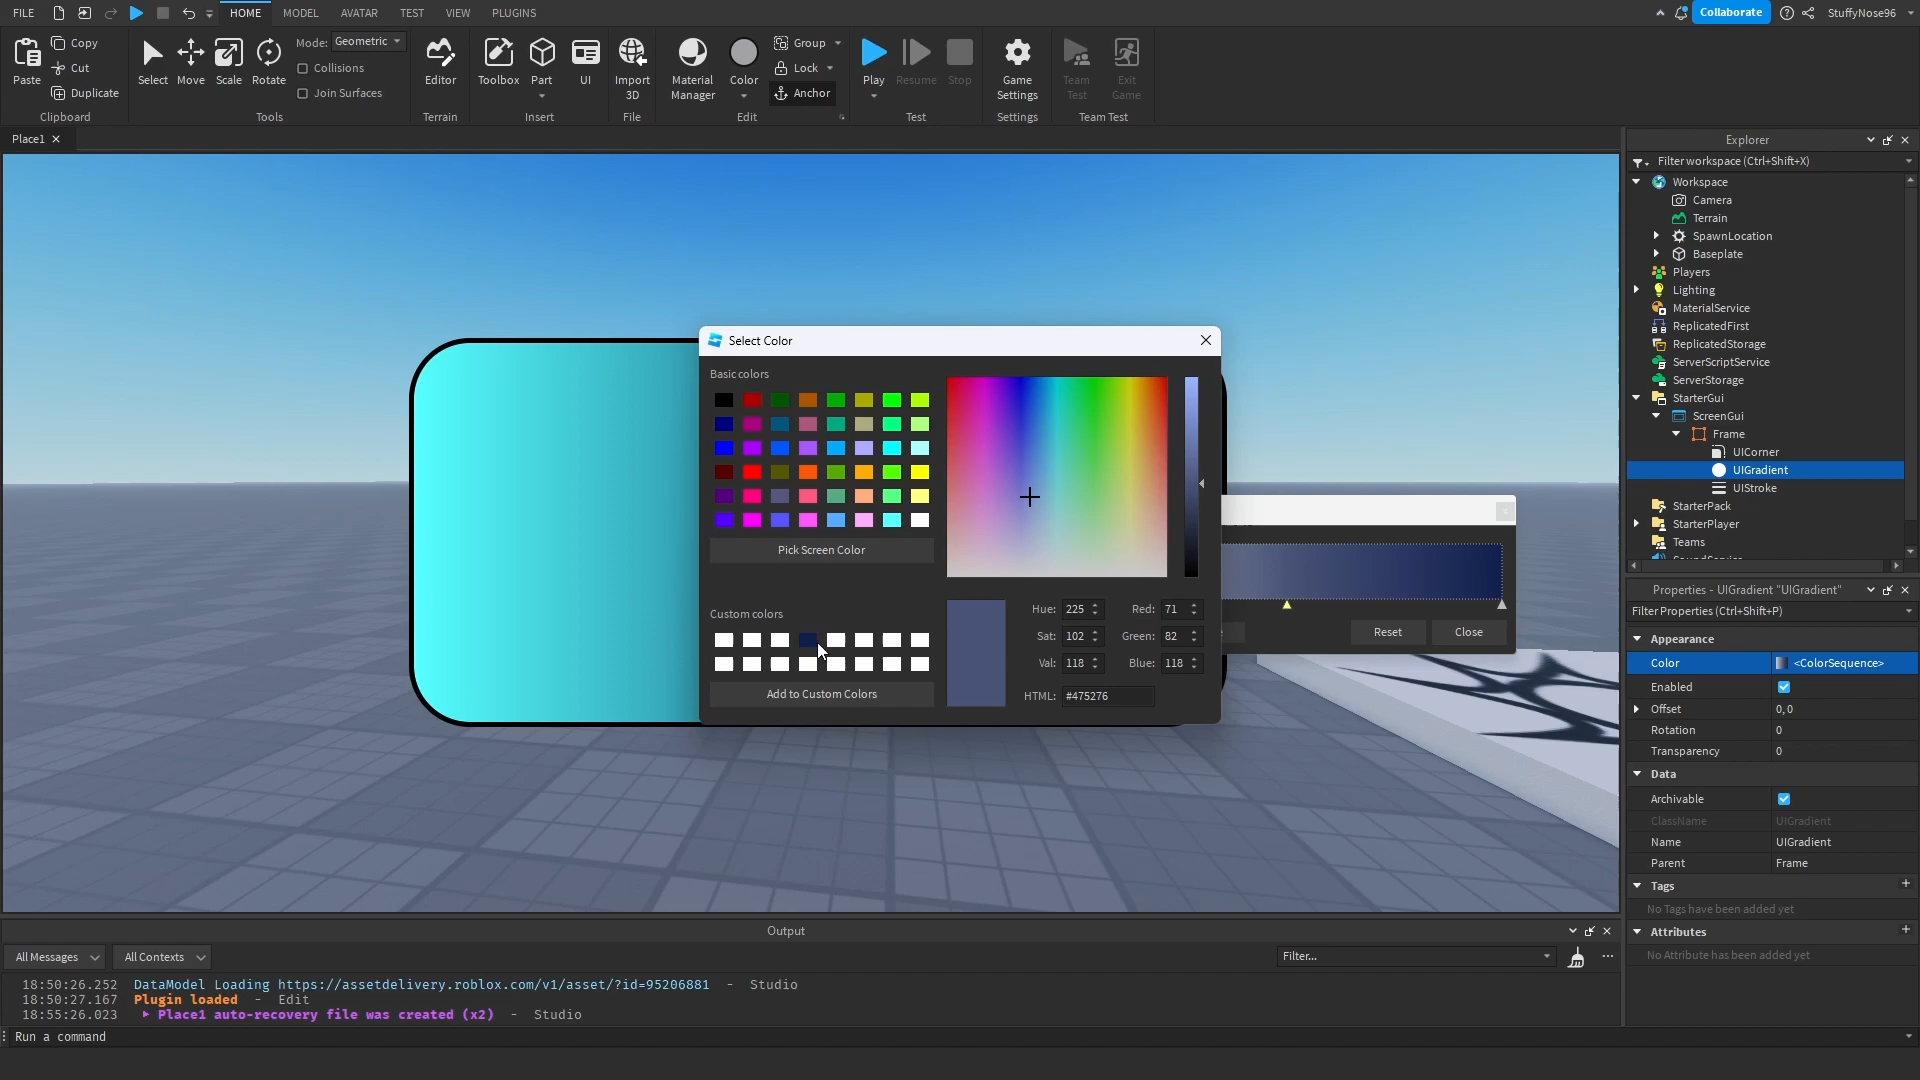 FILE HOME MODEL AVATAR TEST VIEW PLUGINS Collaborate StuffyNose96
Paste Copy Cut Duplicate
Clipboard
Select Move Scale Rotate Mode: Geometric
Collisions
Join Surfaces
Tools
Editor
Terrain
Toolbox Part UI
Insert
Import
3D
File
Material
Manager
Color
Group
Lock
Anchor
Edit
Play Resume Stop
Test
Game
Settings
Settings
Team
Test
Exit
Game
Team Test
Place1
Explorer
Filter workspace (Ctrl+Shift+X)
Workspace
Camera
Terrain
SpawnLocation
Baseplate
Players
Lighting
MaterialService
ReplicatedFirst
ReplicatedStorage
ServerScriptService
ServerStorage
StarterGui
ScreenGui
Frame
UICorner
UIGradient
UIStroke
StarterPack
StarterPlayer
Teams
SoundService
Select Color
Basic colors
Pick Screen Color
Custom colors
Add to Custom Colors
Hue: 225 Red: 71
Sat: 102 Green: 82
Val: 118 Blue: 118
HTML: #475276
Reset Close
Properties - UIGradient "UIGradient"
Filter Properties (Ctrl+Shift+P)
Appearance
Color <ColorSequence>
Enabled
Offset 0, 0
Rotation 0
Transparency 0
Data
Archivable
ClassName UIGradient
Name UIGradient
Parent Frame
Tags
No Tags have been added yet
Attributes
No Attribute has been added yet
Output
All Messages All Contexts Filter...
18:50:26.252 DataModel Loading https://assetdelivery.roblox.com/v1/asset/?id=95206881 - Studio
18:50:27.167 Plugin loaded - Edit
18:55:26.023 Place1 auto-recovery file was created (x2) - Studio
Run a command